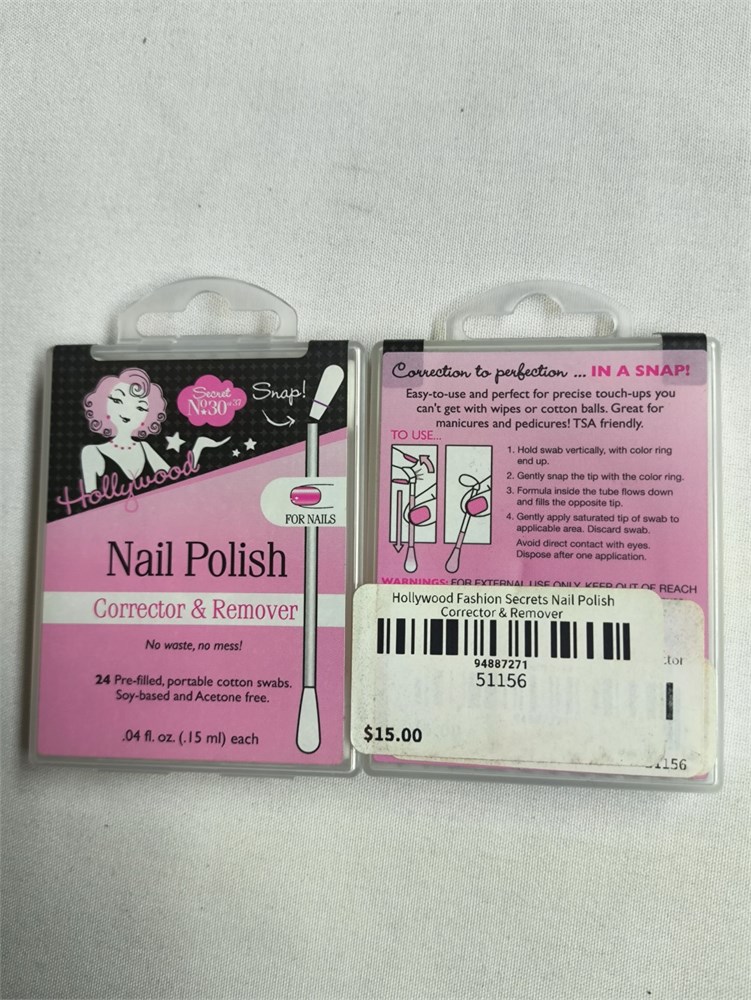 Secret
No.30 of 37
Snap!
Hollywood
FOR NAILS
Nail Polish
Corrector & Remover
No waste, no mess!
24 Pre-filled, portable cotton swabs.
Soy-based and Acetone free.
.04 fl. oz. (.15 ml) each
Correction to perfection ... IN A SNAP!
Easy-to-use and perfect for precise touch-ups you
can't get with wipes or cotton balls. Great for
manicures and pedicures! TSA friendly.
TO USE...
1. Hold swab vertically, with color ring
end up.
2. Gently snap the tip with the color ring.
3. Formula inside the tube flows down
and fills the opposite tip.
4. Gently apply saturated tip of swab to
applicable area. Discard swab.
Avoid direct contact with eyes.
Dispose after one application.
WARNINGS: FOR EXTERNAL USE ONLY. KEEP OUT OF REACH
Hollywood Fashion Secrets Nail Polish
Corrector & Remover
94887271
51156
$15.00
51156